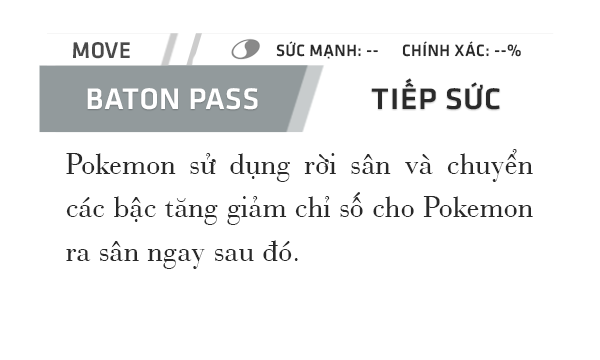 MOVE SỨC MẠNH: -- CHÍNH XÁC: --%
BATON PASS TIẾP SỨC
Pokemon sử dụng rời sân và chuyển
các bậc tăng giảm chỉ số cho Pokemon
ra sân ngay sau đó.